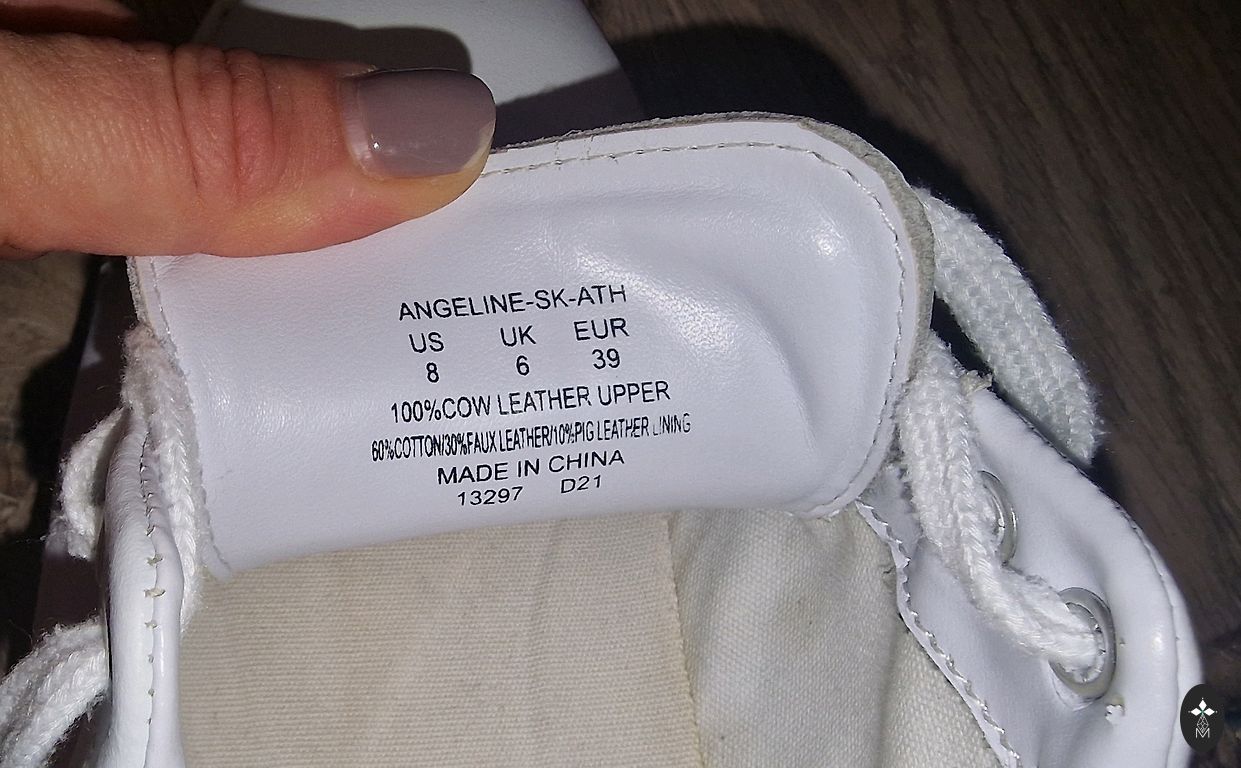 ANGELINE-SK-ATH
US UK EUR
8 6 39
100%COW LEATHER UPPER
60%COTTON/30%FAUX LEATHER/10%PIG LEATHER LINING
MADE IN CHINA
13297 D21
M